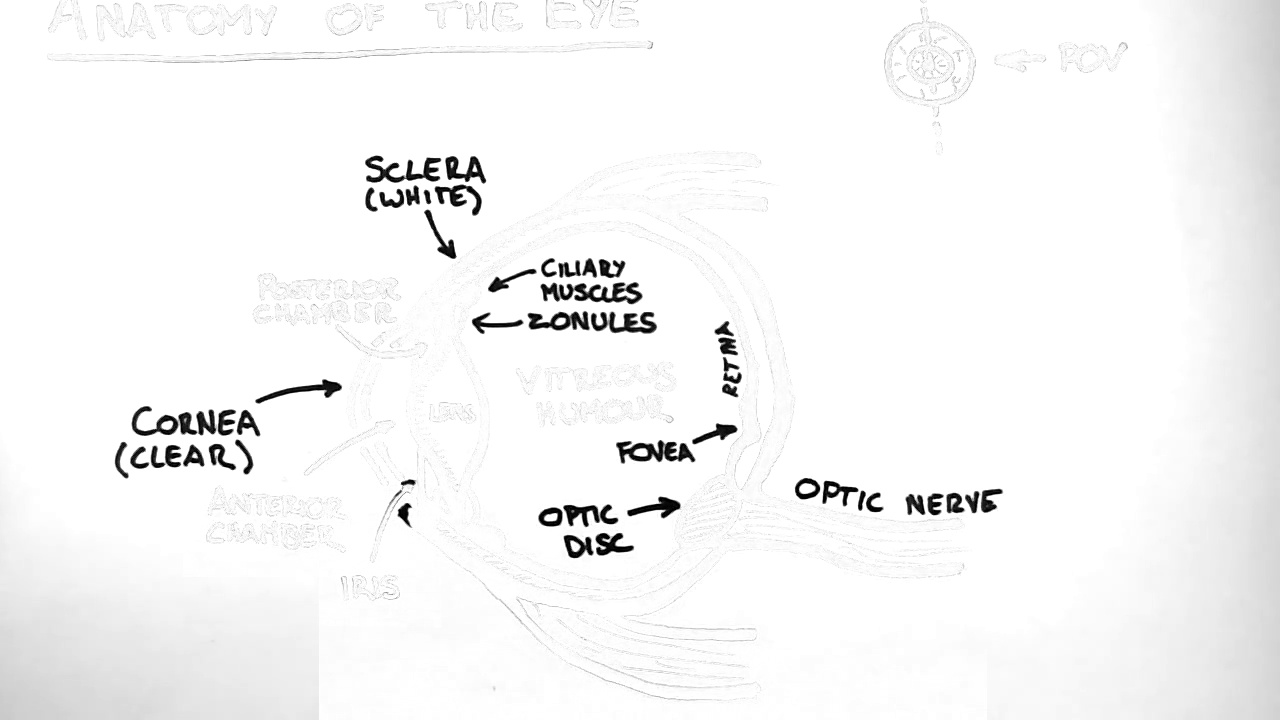 ANATOMY OF THE EYE
POV
SCLERA
(WHITE)
CILIARY
MUSCLES
ZONULES
POSTERIOR
CHAMBER
RETINA
VITREOUS
HUMOUR
LENS
CORNEA
(CLEAR)
FOVEA
ANTERIOR
CHAMBER
OPTIC
DISC
OPTIC NERVE
IRIS